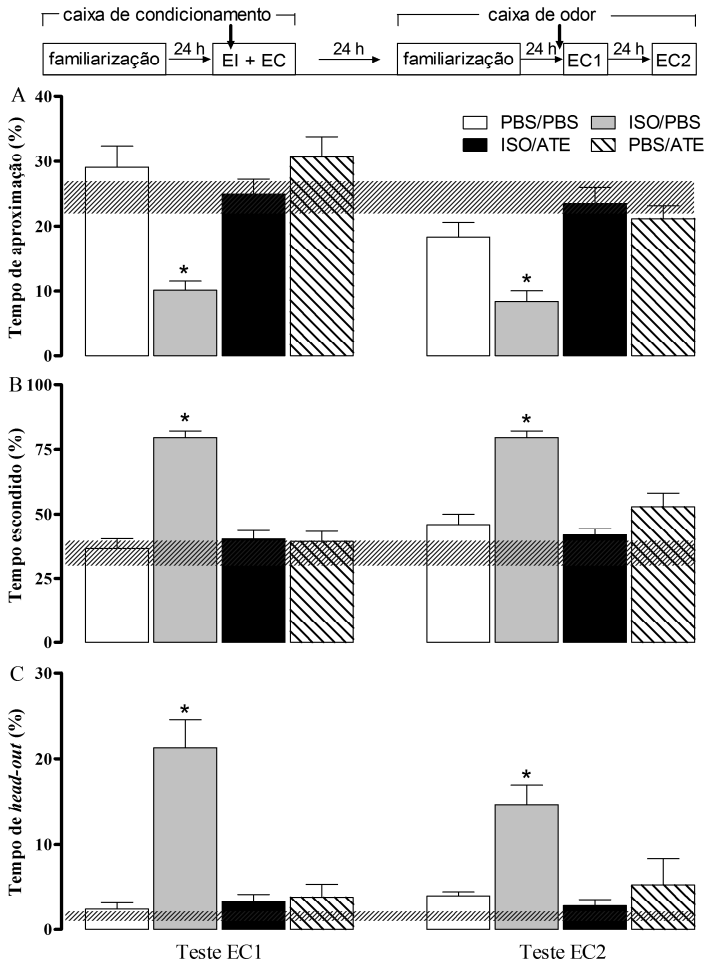 caixa de condicionamento
caixa de odor
familiarização 24 h EI + EC 24 h familiarização 24 h EC1 24 h EC2
A
Tempo de aproximação (%)
40
30
20
10
0
PBS/PBS ISO/PBS
ISO/ATE PBS/ATE
*
*
B
Tempo escondido (%)
100
75
50
25
0
*
*
C
Tempo de head-out (%)
30
20
10
0
*
*
Teste EC1 Teste EC2